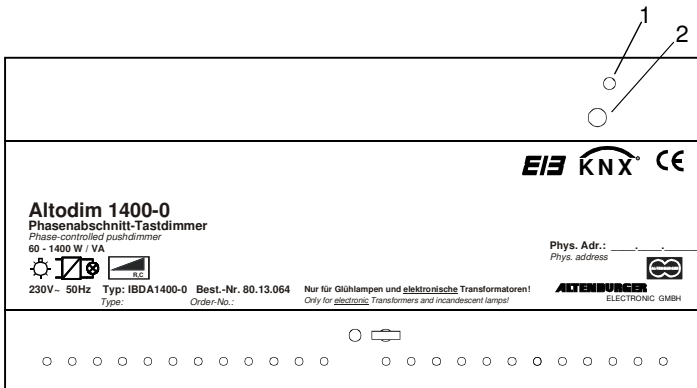 1
2
EIB KNX CE
Altodim 1400-0
Phasenabschnitt-Tastdimmer
Phase-controlled pushdimmer
60 - 1400 W / VA
R,C
230V~ 50Hz Typ: IBDA1400-0 Best.-Nr. 80.13.064
Type: Order-No.:
Nur für Glühlampen und elektronische Transformatoren!
Only for electronic Transformers and incandescent lamps!
Phys. Adr.: ____.____.____
Phys. address
ALTENBURGER
ELECTRONIC GMBH